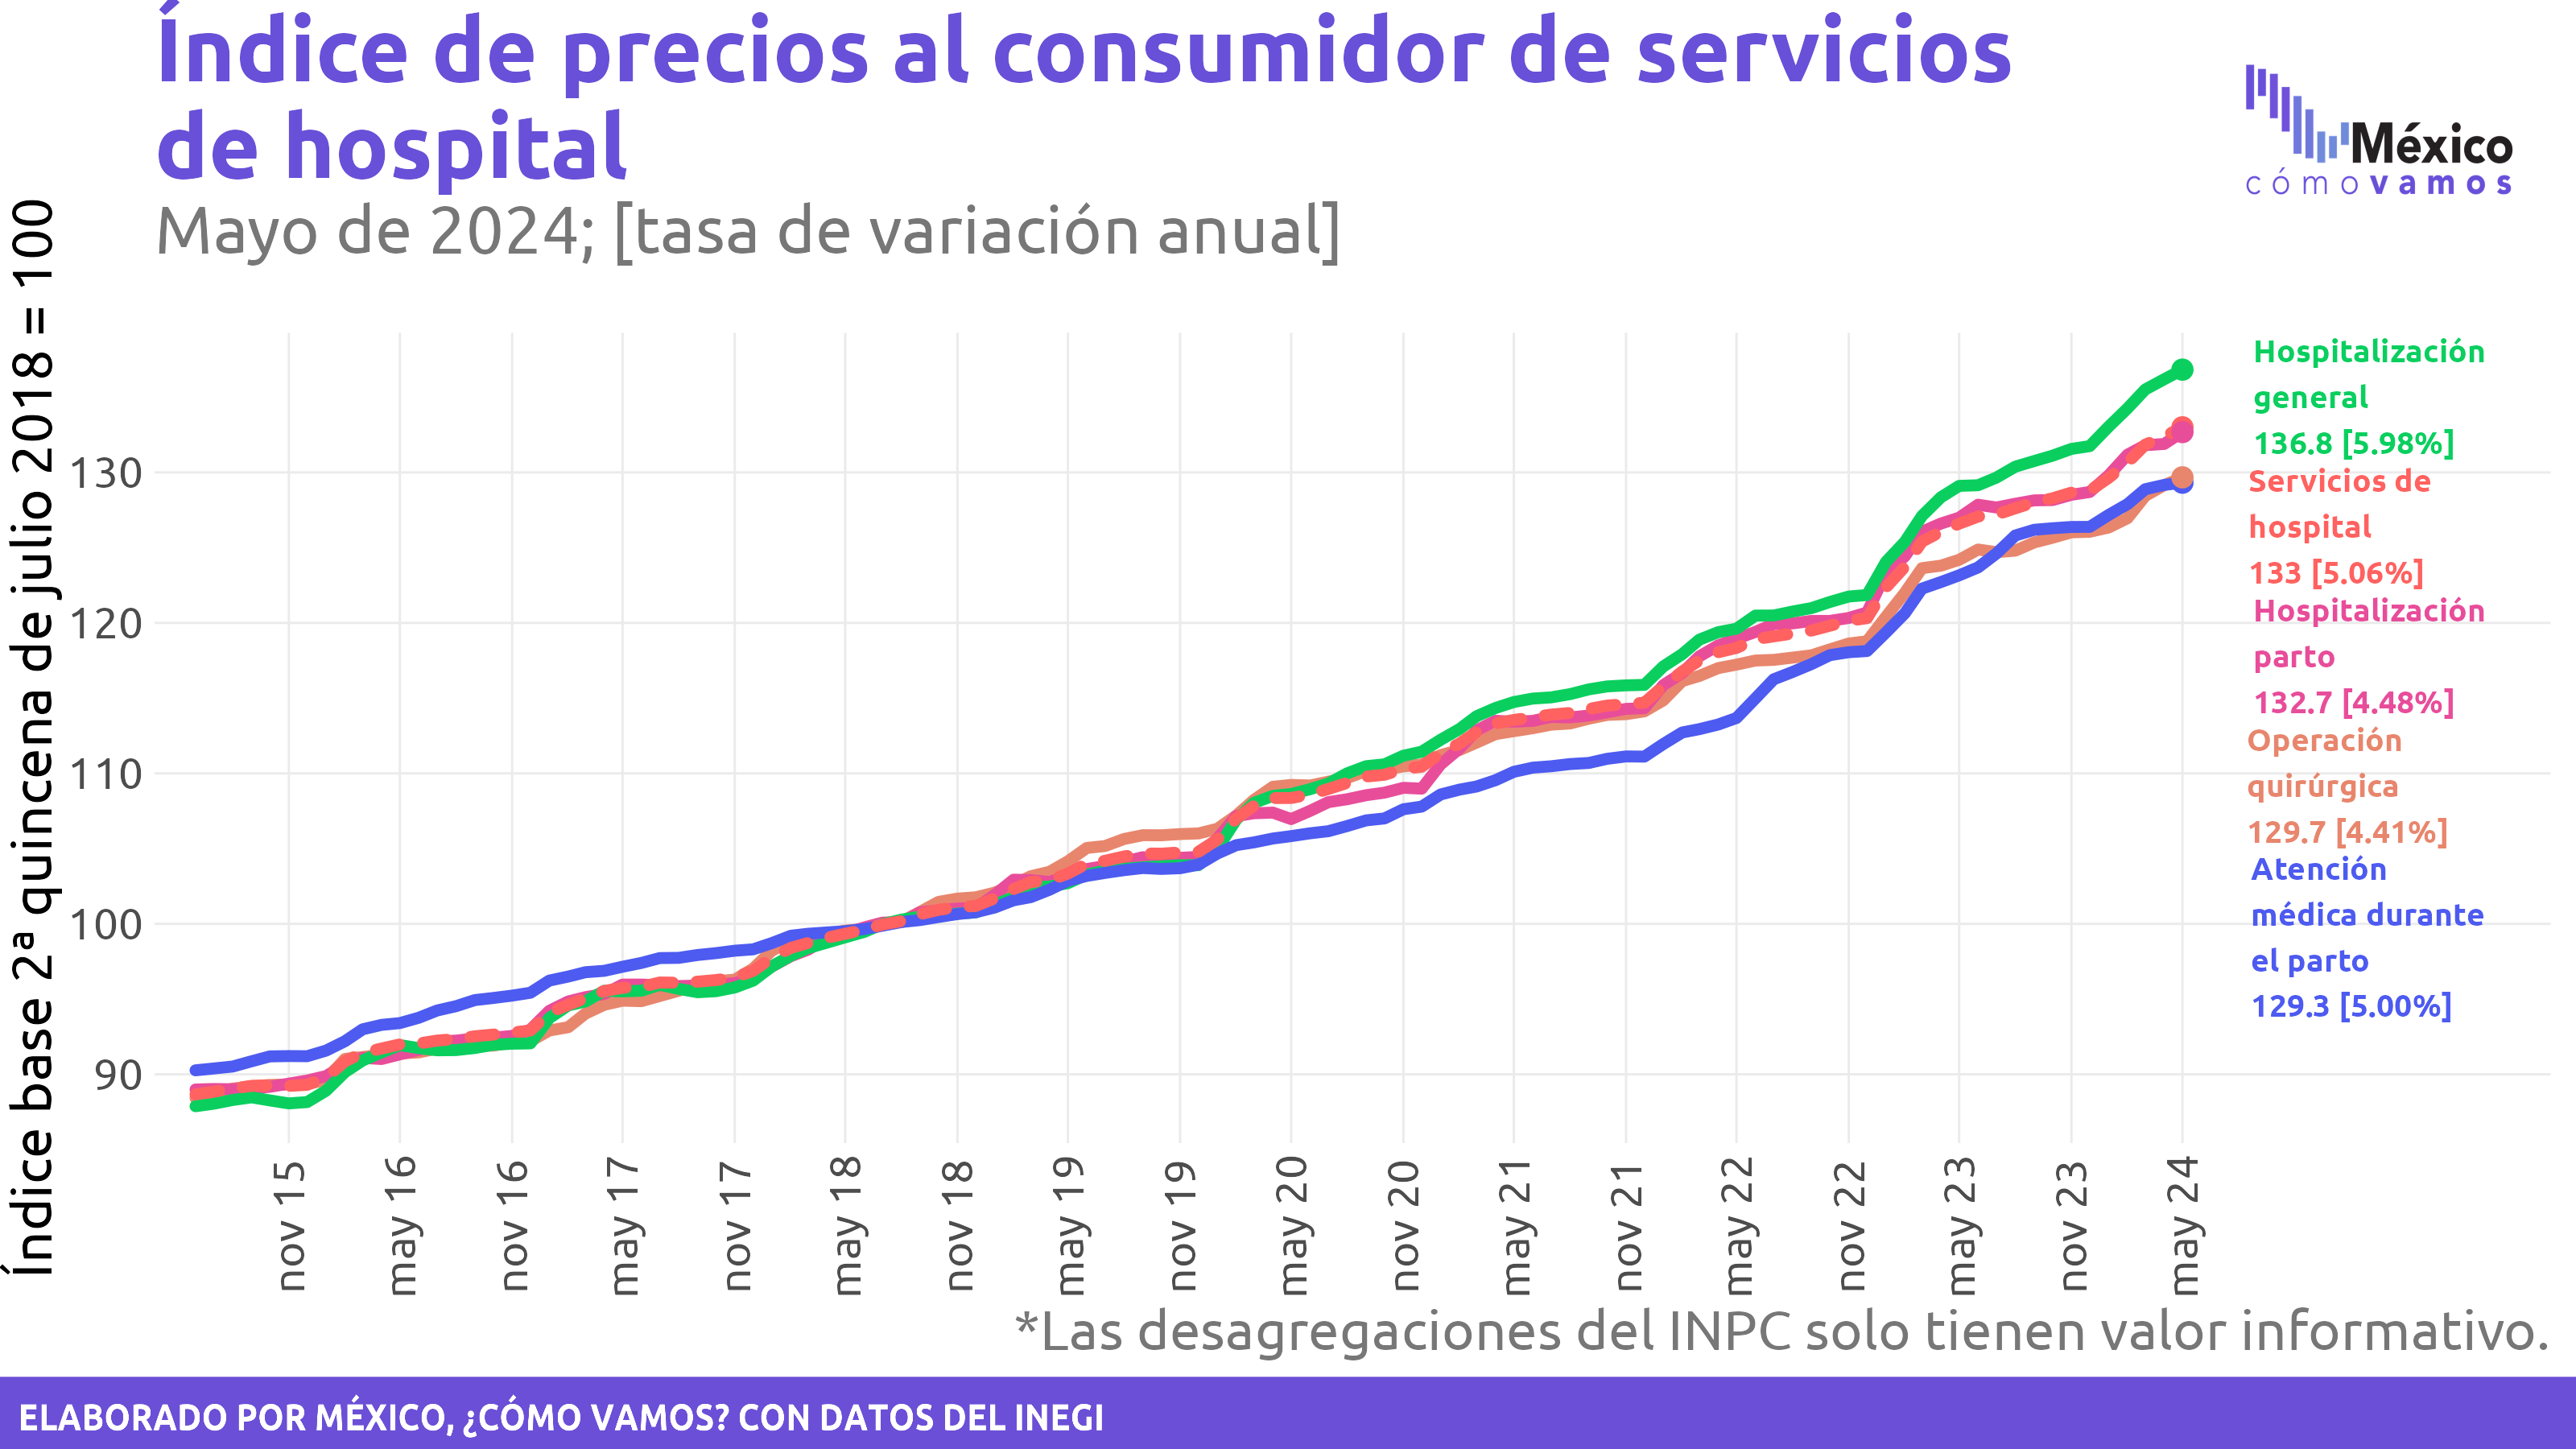 Índice de precios al consumidor de servicios
de hospital
Mayo de 2024; [tasa de variación anual]
México
cómo vamos
Índice base 2ª quincena de julio 2018 = 100
130
120
110
100
90
Hospitalización
general
136.8 [5.98%]
Servicios de
hospital
133 [5.06%]
Hospitalización
parto
132.7 [4.48%]
Operación
quirúrgica
129.7 [4.41%]
Atención
médica durante
el parto
129.3 [5.00%]
nov 15
may 16
nov 16
may 17
nov 17
may 18
nov 18
may 19
nov 19
may 20
nov 20
may 21
nov 21
may 22
nov 22
may 23
nov 23
may 24
*Las desagregaciones del INPC solo tienen valor informativo.
ELABORADO POR MÉXICO, ¿CÓMO VAMOS? CON DATOS DEL INEGI